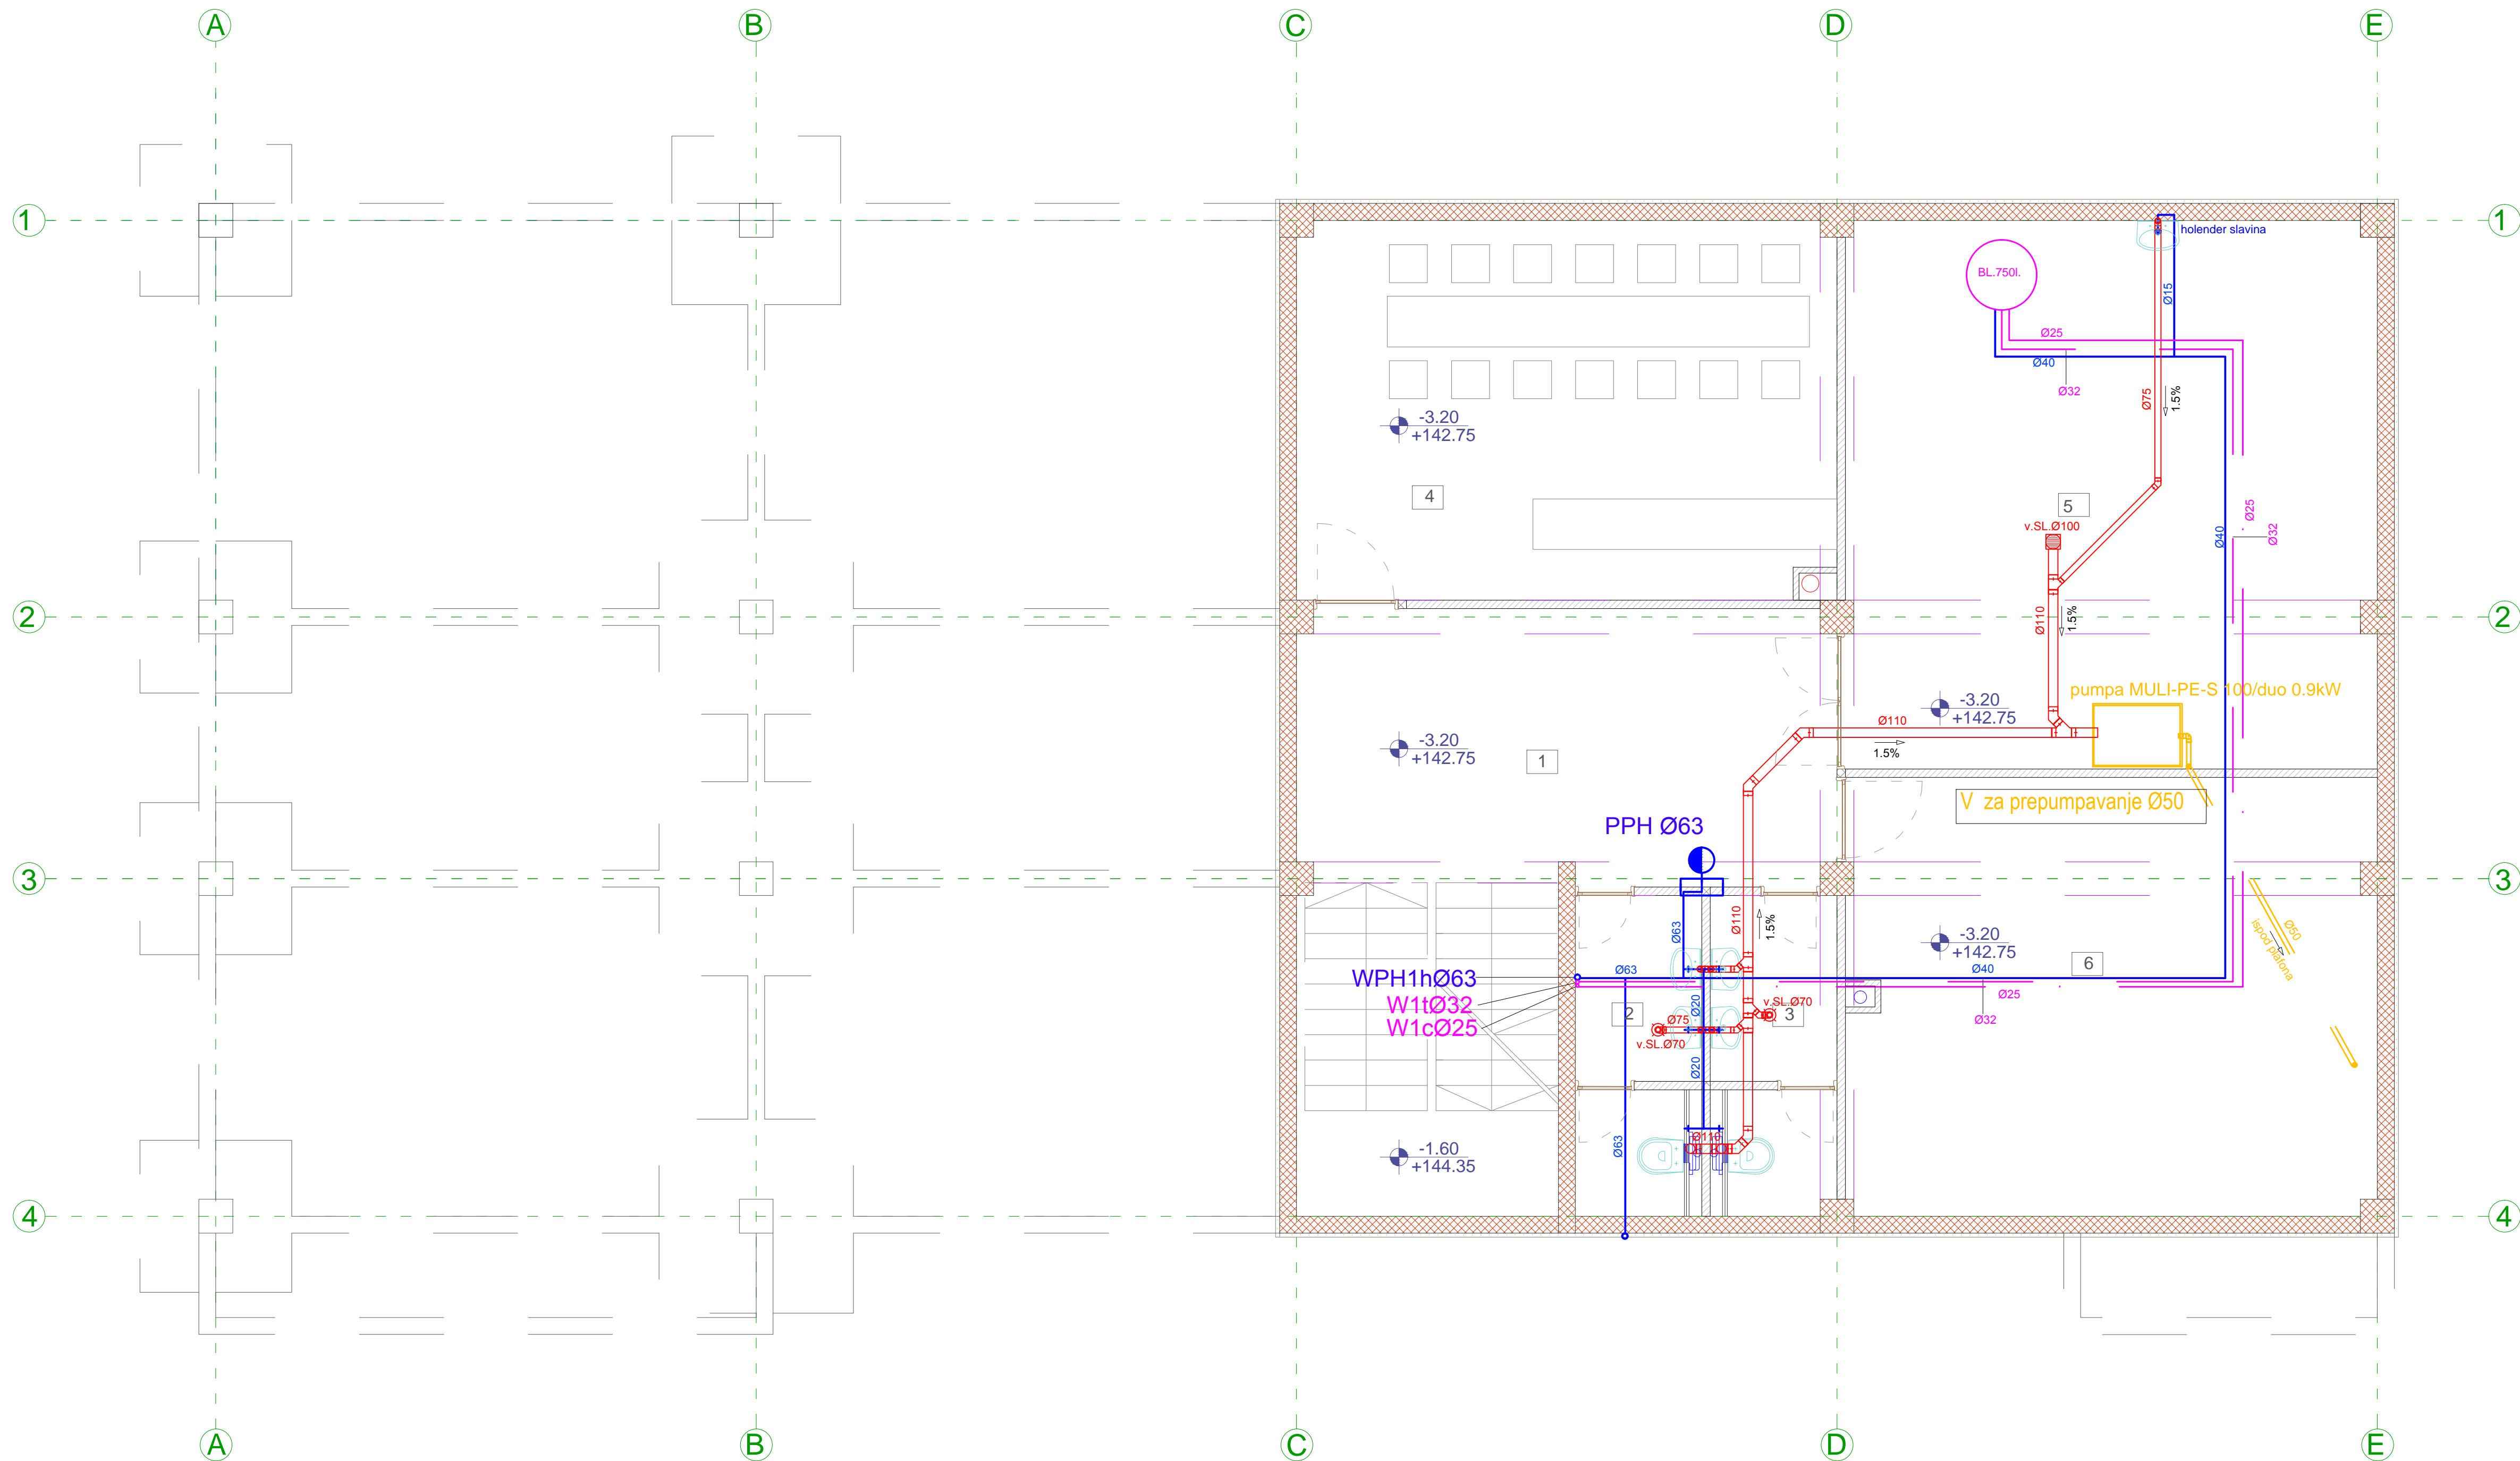 A B C D E
1 1
holender slavina
BL.750l.
Ø15
Ø25
Ø40
Ø32
Ø75
1.5%
-3.20
+142.75
4
5
v.SL.Ø100
Ø25
Ø32
Ø40
2 2
Ø110
1.5%
pumpa MULI-PE-S 100/duo 0.9kW
-3.20
+142.75
Ø110
1.5%
-3.20
+142.75
1
V za prepumpavanje Ø50
PPH Ø63
3 3
Ø110
1.5%
Ø63
Ø50
ispod plafona
-3.20
+142.75
6
WPH1hØ63
Ø63
Ø40
W1tØ32
W1cØ25
Ø25
Ø32
Ø20
v.SL.Ø70
2
3
Ø75
v.SL.Ø70
Ø20
Ø63
Ø110
-1.60
+144.35
4 4
A B C D E